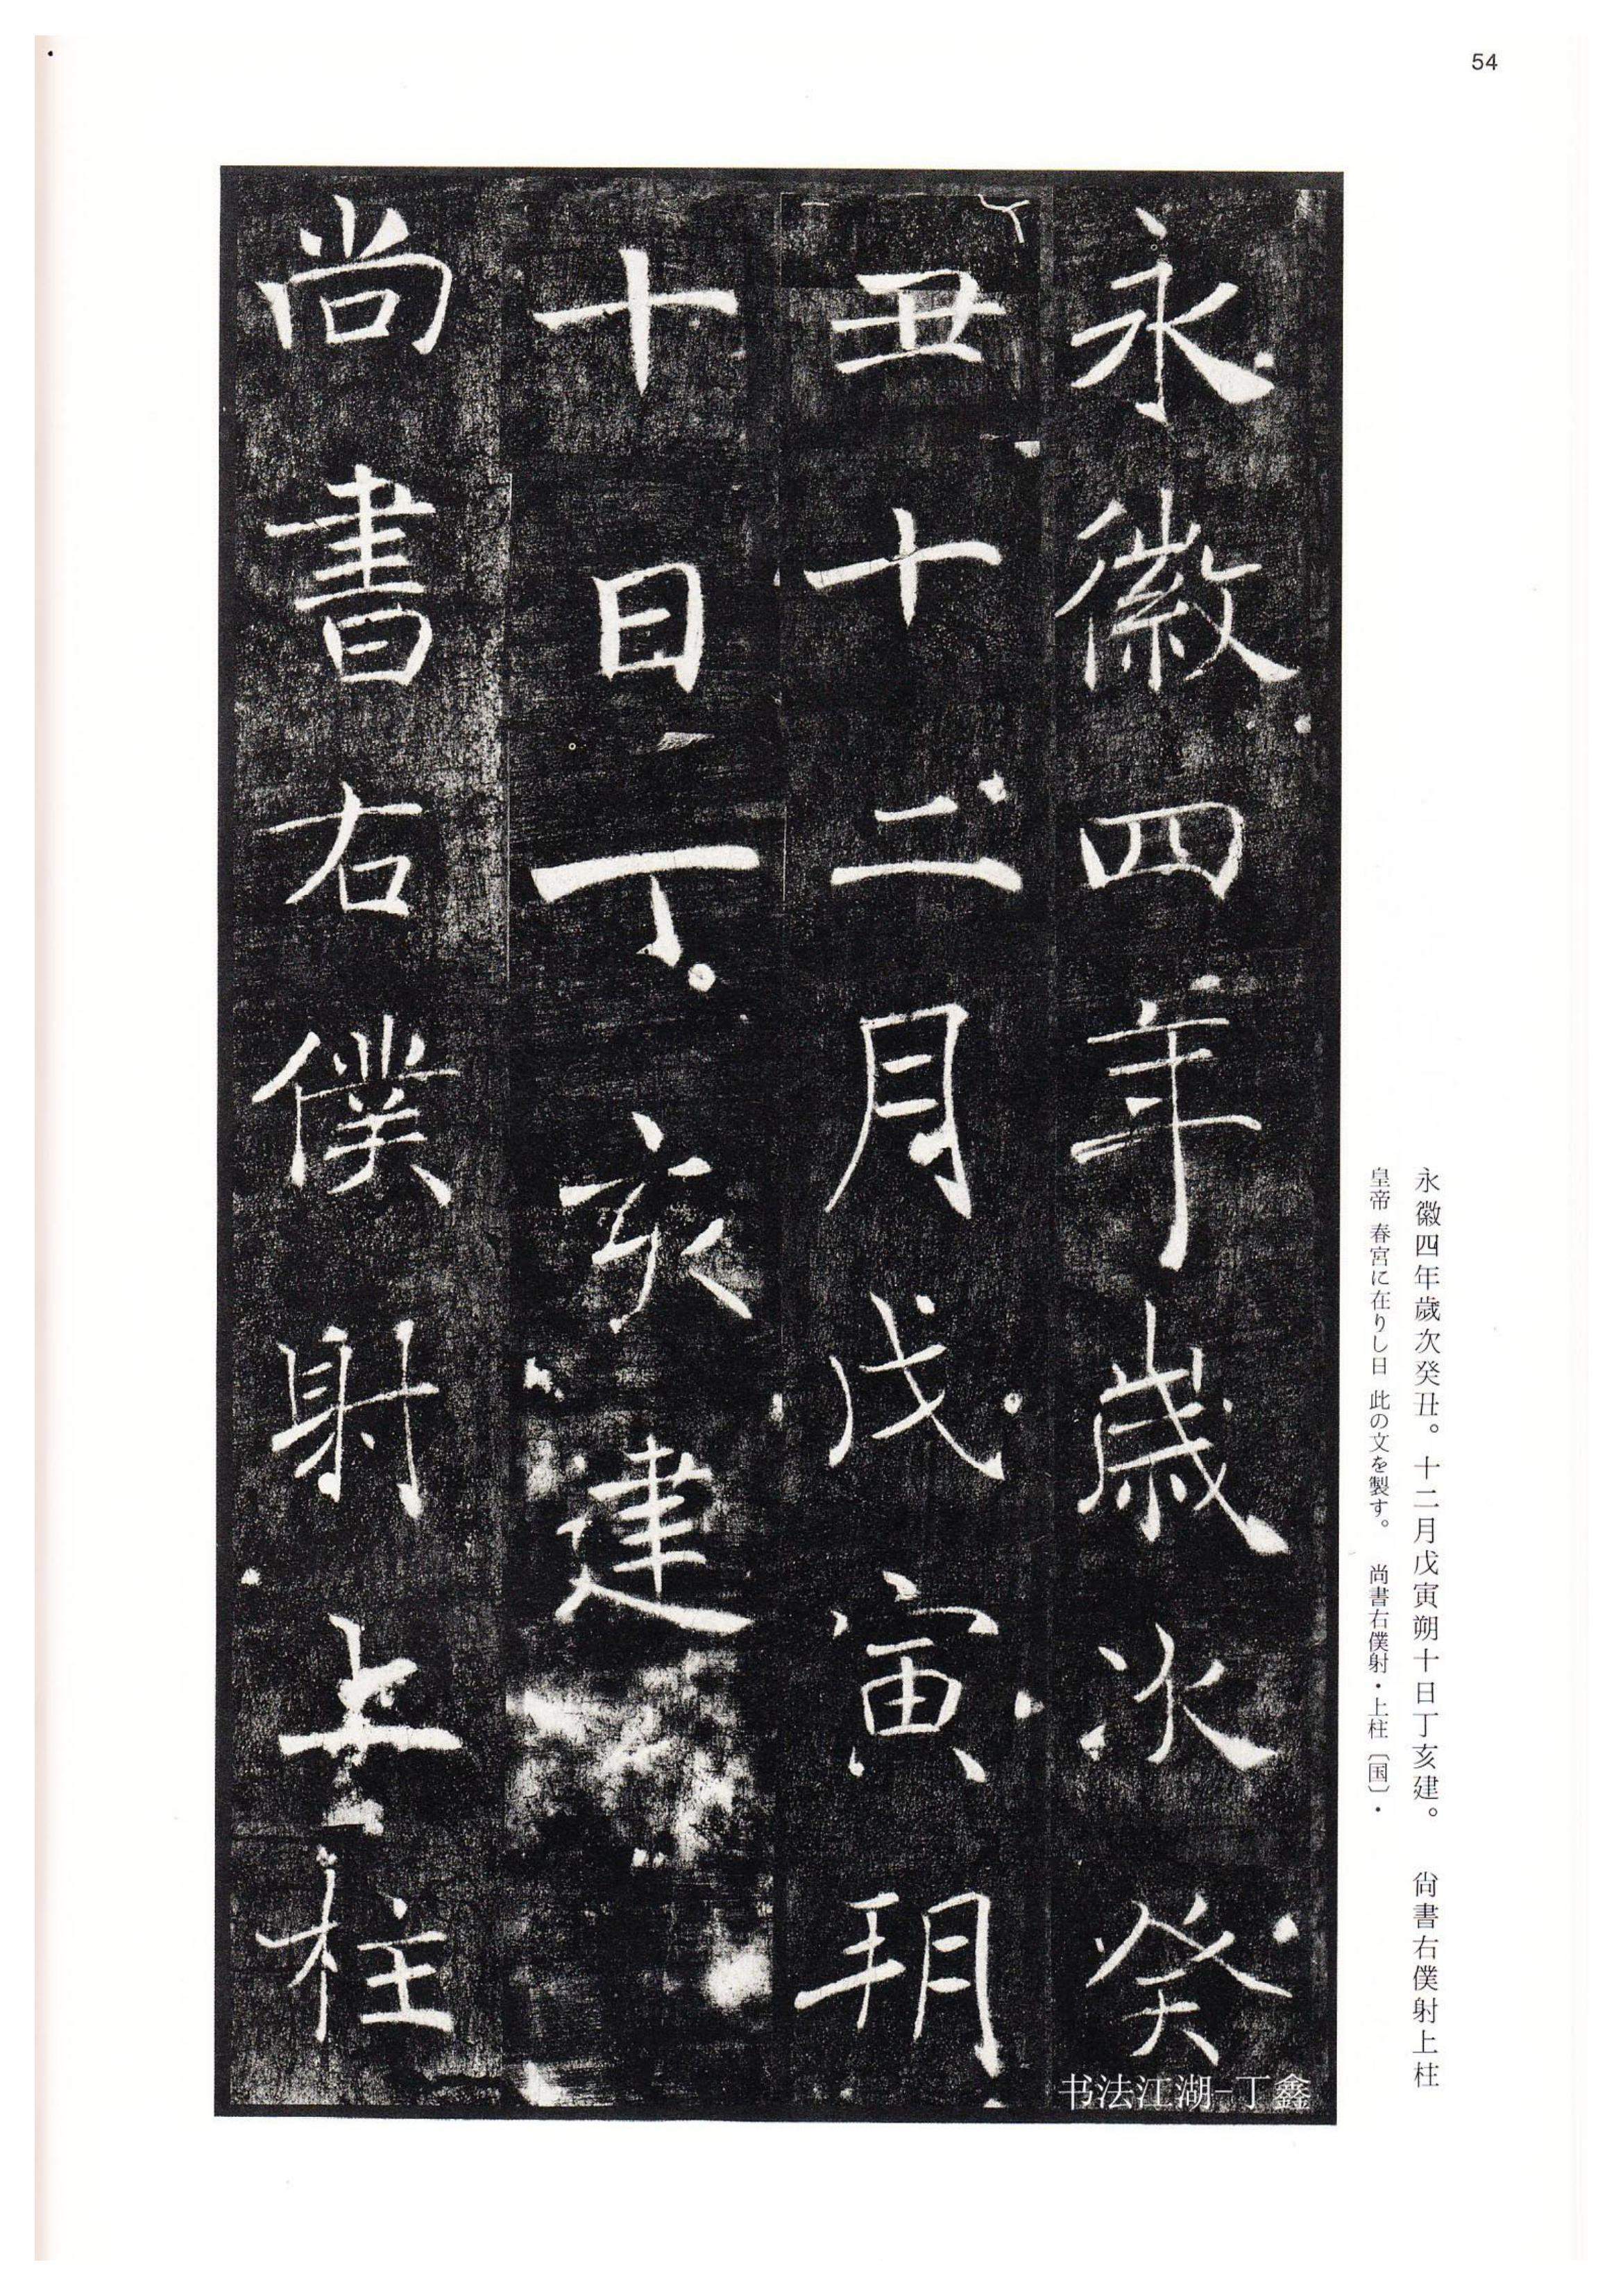 54
永徽四年歲次癸丑。十二月戊寅朔十日丁亥建。 尙書右僕射上柱
皇帝 春宮に在りし日 此の文を製す。 尚書右僕射・上柱〔国〕・
永徽四年歲次癸
丑十二月戊寅朔
十日丁亥建
尚書右僕射上柱
书法江湖-丁鑫